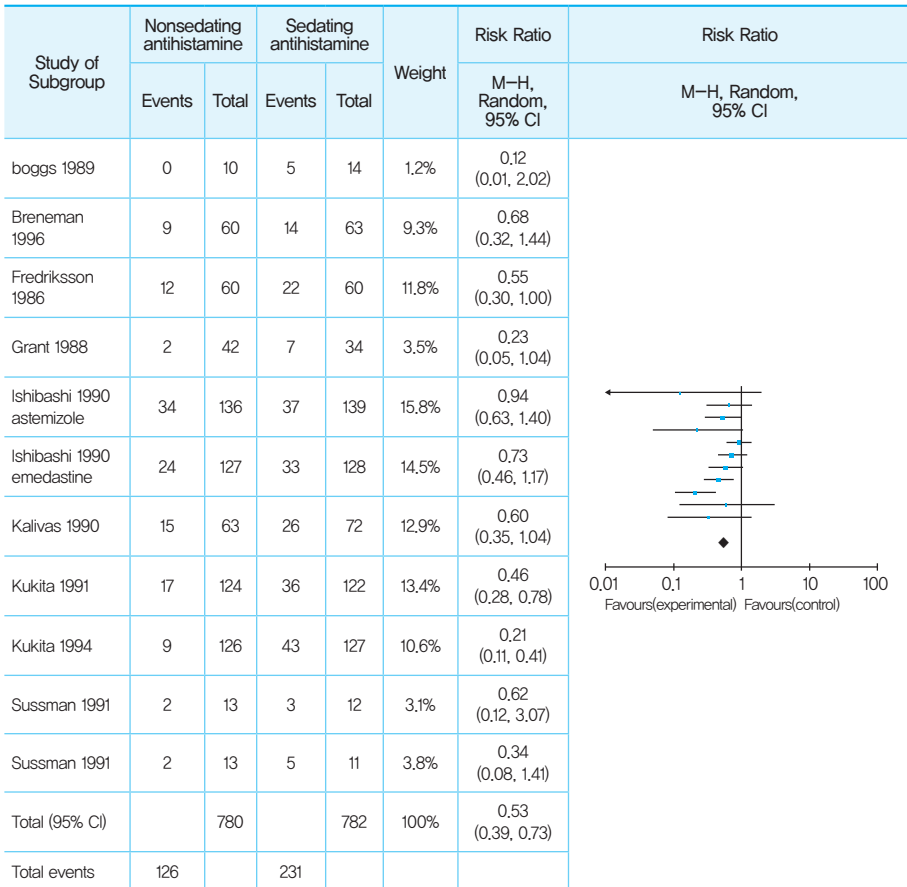 Study of
Subgroup
Nonsedating
antihistamine
Sedating
antihistamine
Weight
Risk Ratio
Risk Ratio
Events
Total
Events
Total
M-H,
Random,
95% CI
M-H, Random,
95% CI
boggs 1989 0 10 5 14 1.2% 0.12
(0.01, 2.02)
Breneman
1996 9 60 14 63 9.3% 0.68
(0.32, 1.44)
Fredriksson
1986 12 60 22 60 11.8% 0.55
(0.30, 1.00)
Grant 1988 2 42 7 34 3.5% 0.23
(0.05, 1.04)
Ishibashi 1990
astemizole 34 136 37 139 15.8% 0.94
(0.63, 1.40)
Ishibashi 1990
emedastine 24 127 33 128 14.5% 0.73
(0.46, 1.17)
Kalivas 1990 15 63 26 72 12.9% 0.60
(0.35, 1.04)
Kukita 1991 17 124 36 122 13.4% 0.46
(0.28, 0.78)
Kukita 1994 9 126 43 127 10.6% 0.21
(0.11, 0.41)
Sussman 1991 2 13 3 12 3.1% 0.62
(0.12, 3.07)
Sussman 1991 2 13 5 11 3.8% 0.34
(0.08, 1.41)
Total (95% CI) 780 782 100% 0.53
(0.39, 0.73)
Total events 126 231
0.01 0.1 1 10 100
Favours(experimental) Favours(control)